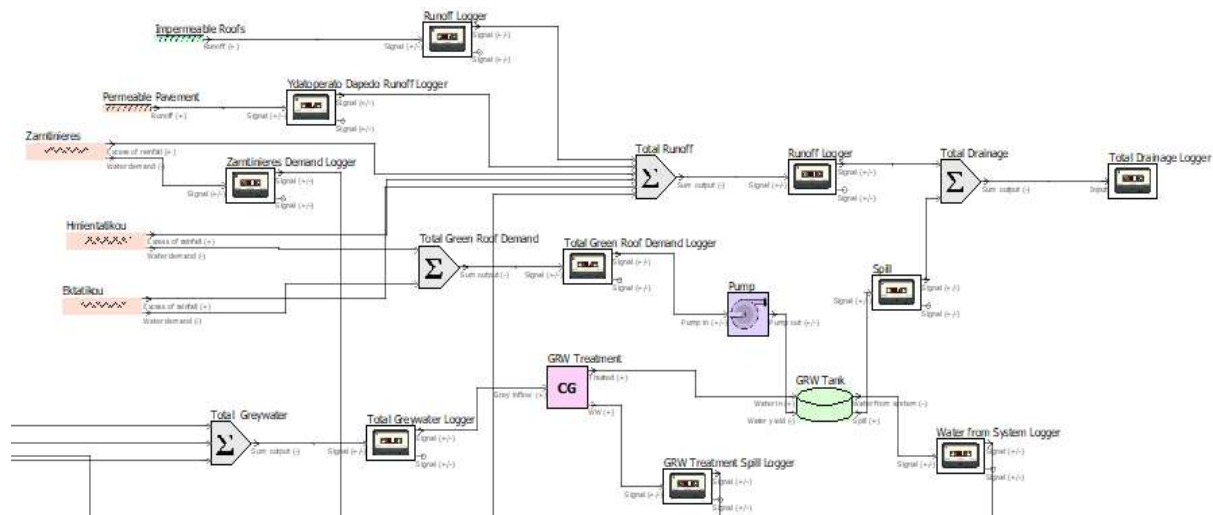 Runoff Logger
Signal (+/-)
Impermeable Roofs
Runoff (+)
Signal (+/-)
Signal (+/-)
Ydatoperato Dapedo Runoff Logger
Signal (+/-)
Permeable Pavement
Runoff (+)
Signal (+/-)
Signal (+/-)
Zarntinieres
Excess of rainfall (+)
Water demand (-)
Zarntinieres Demand Logger
Signal (+/-)
Signal (+/-)
Signal (+/-)
Total Runoff
Σ
Sum output (-)
Runoff Logger
Signal (+/-)
Signal (+/-)
Signal (+/-)
Total Drainage
Σ
Sum output (-)
Total Drainage Logger
Input
Hmientatikou
Excess of rainfall (+)
Water demand (-)
Total Green Roof Demand
Σ
Sum output (-)
Total Green Roof Demand Logger
Signal (+/-)
Signal (+/-)
Signal (+/-)
Ektatikou
Excess of rainfall (+)
Water demand (-)
Spill
Signal (+/-)
Signal (+/-)
Signal (+/-)
Pump
Pump in (+/-)
Pump out (+/-)
GRW Treatment
CG
Treated (+)
Grey inflow (+)
WW (+)
GRW Tank
Water in (+)
Water from system (-)
Water yield (-)
Spill (+)
Total Greywater
Σ
Sum output (-)
Total Greywater Logger
Signal (+/-)
Signal (+/-)
Signal (+/-)
Water from System Logger
Signal (+/-)
Signal (+/-)
Signal (+/-)
GRW Treatment Spill Logger
Signal (+/-)
Signal (+/-)
Signal (+/-)